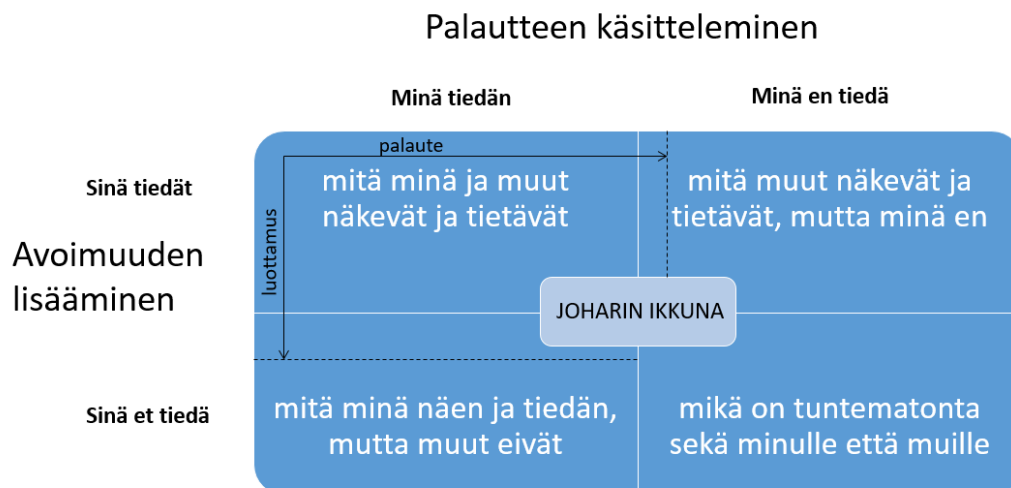 Palautteen käsitteleminen
Minä tiedän
Minä en tiedä
palaute
Sinä tiedät
mitä minä ja muut
näkevät ja tietävät
mitä muut näkevät ja
tietävät, mutta minä en
luottamus
Avoimuuden
lisääminen
JOHARIN IKKUNA
Sinä et tiedä
mitä minä näen ja tiedän,
mutta muut eivät
mikä on tuntematonta
sekä minulle että muille